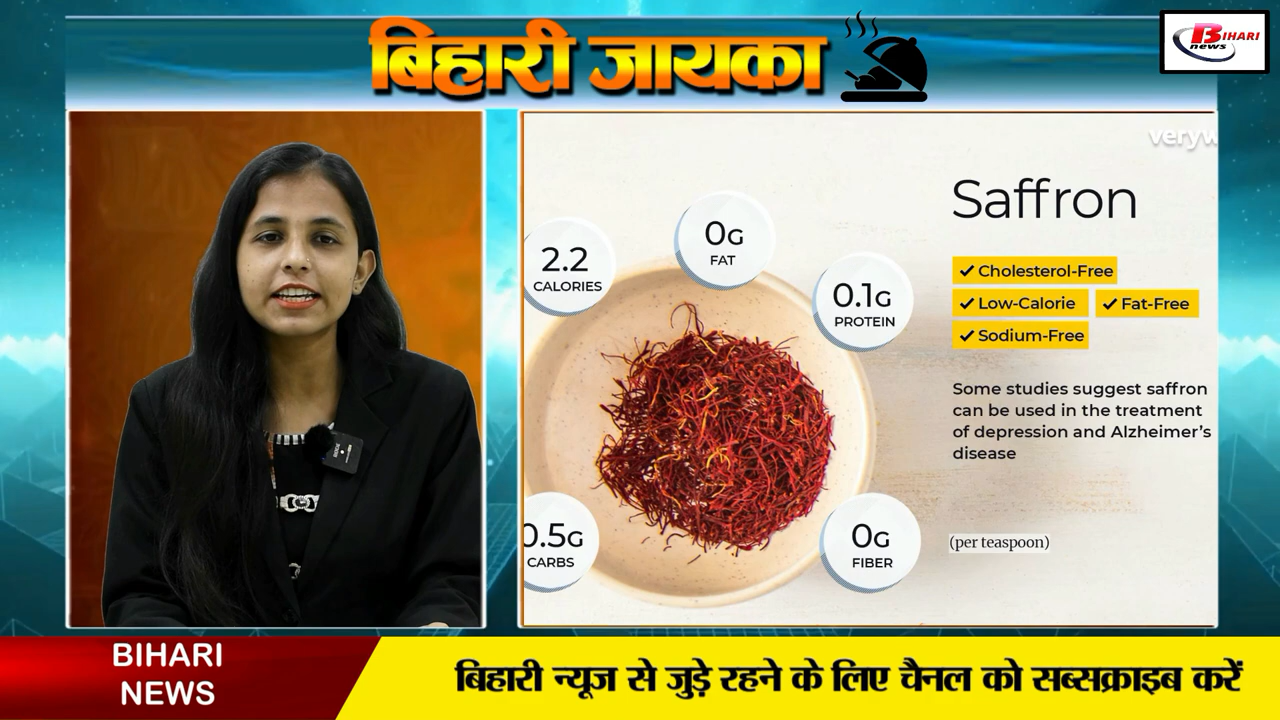 बिहारी जायका
BIHARI
news
Saffron
2.2
CALORIES
0G
FAT
0.1G
PROTEIN
✓ Cholesterol-Free
✓ Low-Calorie ✓ Fat-Free
✓ Sodium-Free
Some studies suggest saffron
can be used in the treatment
of depression and Alzheimer’s
disease
0.5G
CARBS
0G
FIBER
(per teaspoon)
BIHARI
NEWS
बिहारी न्यूज से जुड़े रहने के लिए चैनल को सब्सक्राइब करें